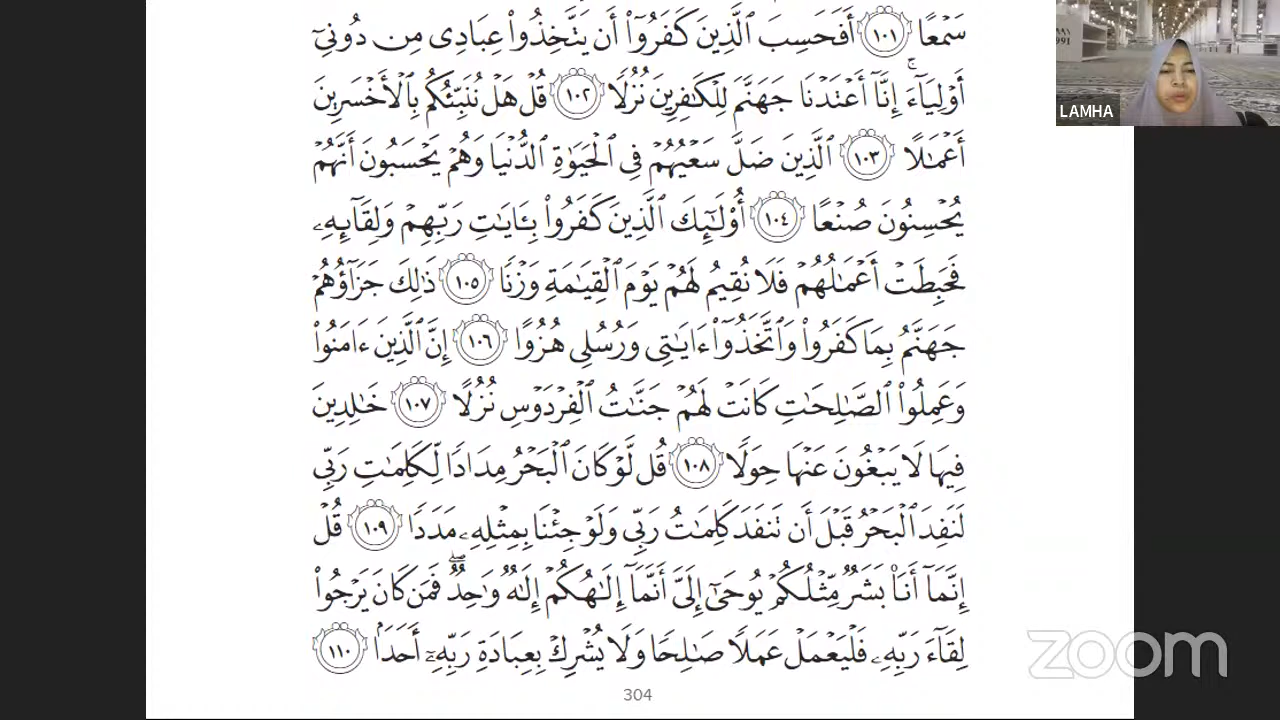 سَمْعًا ١٠١ أَفَحَسِبَ ٱلَّذِينَ كَفَرُوٓا۟ أَن يَتَّخِذُوا۟ عِبَادِى مِن دُونِىٓ
أَوْلِيَآءَ ۚ إِنَّآ أَعْتَدْنَا جَهَنَّمَ لِلْكَٰفِرِينَ نُزُلًا ١٠٢ قُلْ هَلْ نُنَبِّئُكُم بِٱلْأَخْسَرِينَ
أَعْمَٰلًا ١٠٣ ٱلَّذِينَ ضَلَّ سَعْيُهُمْ فِى ٱلْحَيَوٰةِ ٱلدُّنْيَا وَهُمْ يَحْسَبُونَ أَنَّهُمْ
يُحْسِنُونَ صُنْعًا ١٠٤ أُو۟لَٰٓئِكَ ٱلَّذِينَ كَفَرُوا۟ بِـَٔايَٰتِ رَبِّهِمْ وَلِقَآئِهِۦ
فَحَبِطَتْ أَعْمَٰلُهُمْ فَلَا نُقِيمُ لَهُمْ يَوْمَ ٱلْقِيَٰمَةِ وَزْنًا ١٠٥ ذَٰلِكَ جَزَآؤُهُمْ
جَهَنَّمُ بِمَا كَفَرُوا۟ وَٱتَّخَذُوٓا۟ ءَايَٰتِى وَرُسُلِى هُزُوًا ١٠٦ إِنَّ ٱلَّذِينَ ءَامَنُوا۟
وَعَمِلُوا۟ ٱلصَّٰلِحَٰتِ كَانَتْ لَهُمْ جَنَّٰتُ ٱلْفِرْدَوْسِ نُزُلًا ١٠٧ خَٰلِدِينَ
فِيهَا لَا يَبْغُونَ عَنْهَا حِوَلًا ١٠٨ قُل لَّوْ كَانَ ٱلْبَحْرُ مِدَادًا لِّكَلِمَٰتِ رَبِّى
لَنَفِدَ ٱلْبَحْرُ قَبْلَ أَن تَنفَدَ كَلِمَٰتُ رَبِّى وَلَوْ جِئْنَا بِمِثْلِهِۦ مَدَدًا ١٠٩ قُلْ
إِنَّمَآ أَنَا۠ بَشَرٌ مِّثْلُكُمْ يُوحَىٰٓ إِلَىَّ أَنَّمَآ إِلَٰهُكُمْ إِلَٰهٌ وَٰحِدٌ ۖ فَمَن كَانَ يَرْجُوا۟
لِقَآءَ رَبِّهِۦ فَلْيَعْمَلْ عَمَلًا صَٰلِحًا وَلَا يُشْرِكْ بِعِبَادَةِ رَبِّهِۦٓ أَحَدًۢا ١١٠
304
LAMHA
zoom